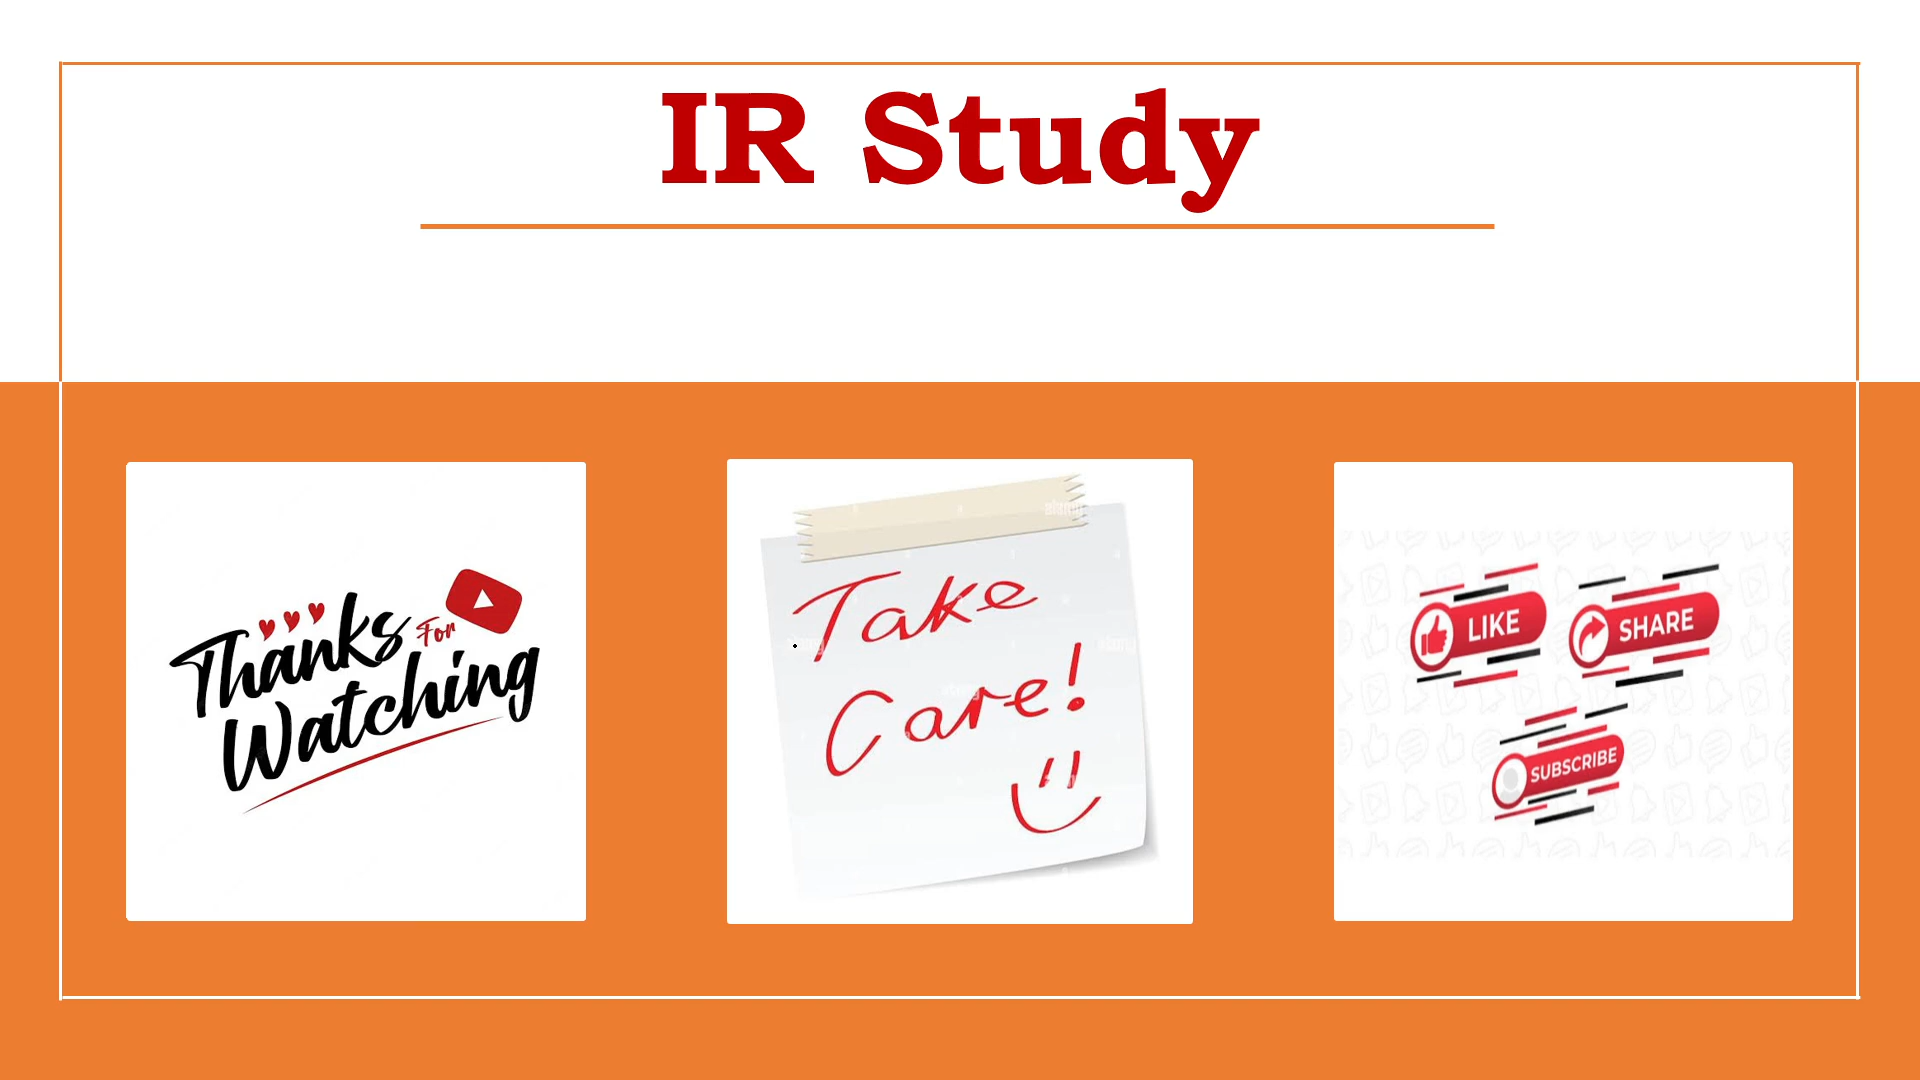 IR Study
Thanks For
Watching
Take
Care!
LIKE
SHARE
SUBSCRIBE